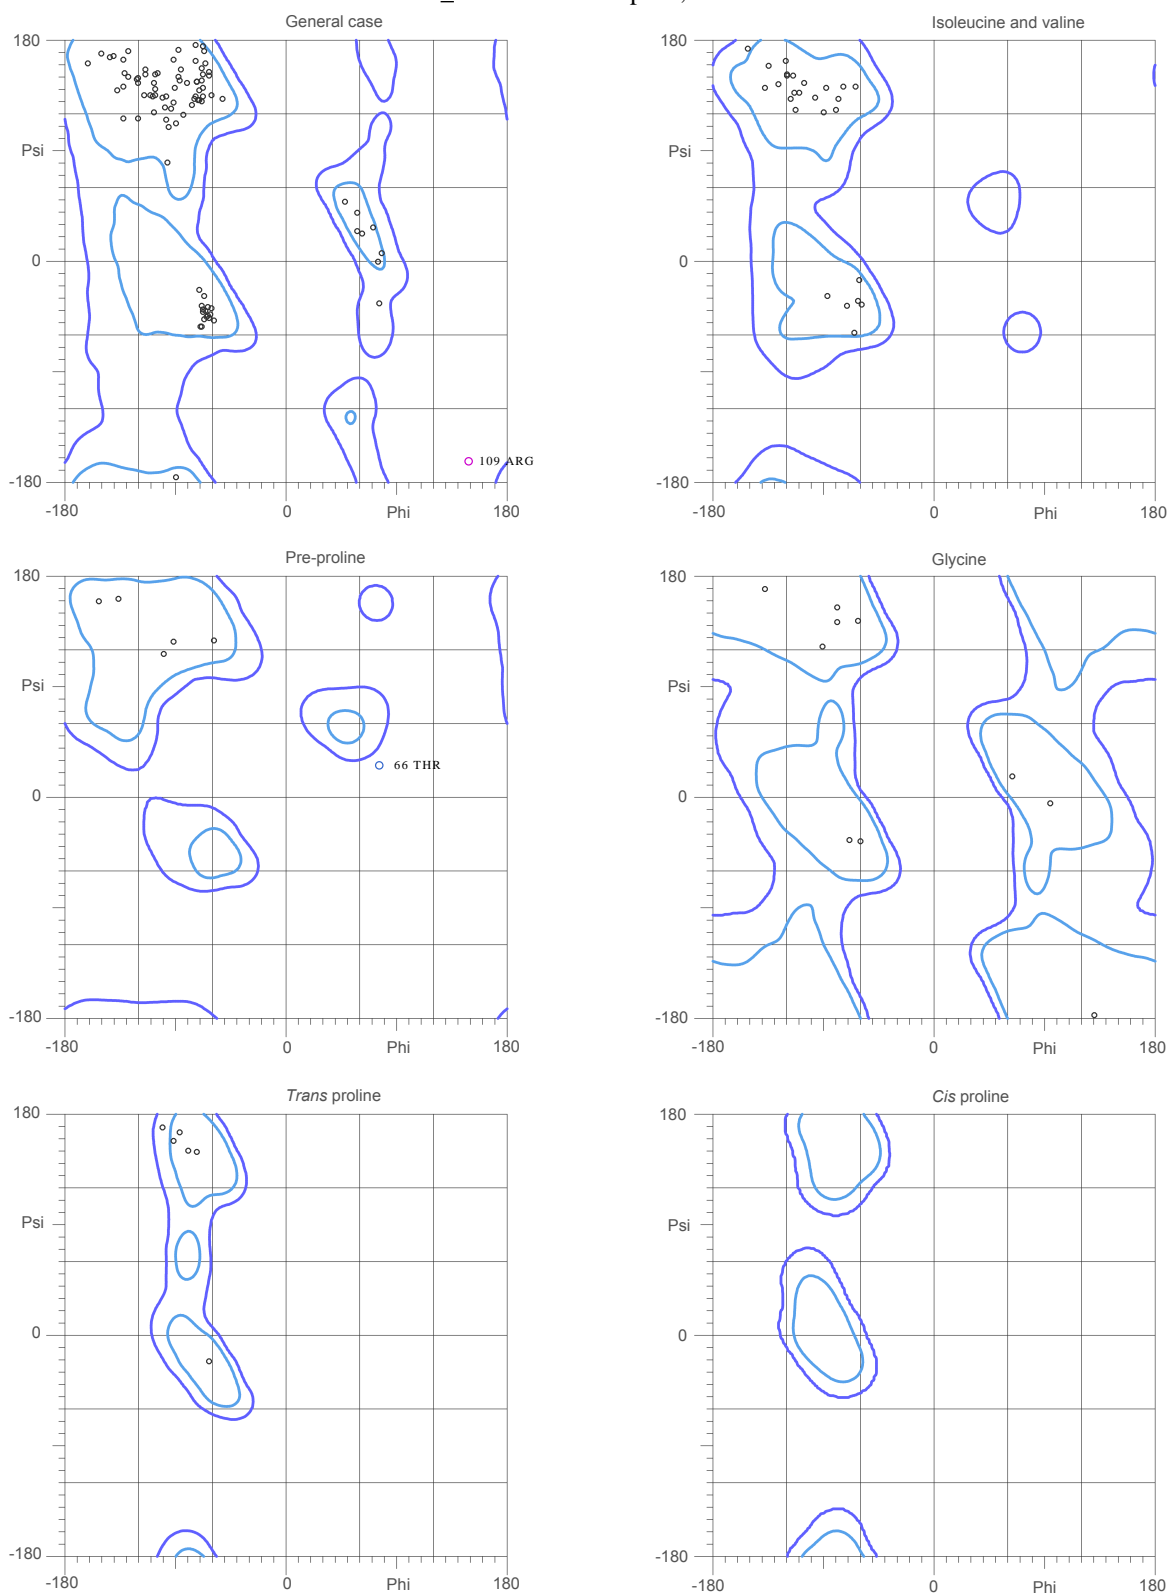 General case
180
Psi
0
-180
109 ARG
-180
0
Phi
180
Isoleucine and valine
180
Psi
0
-180
-180
0
Phi
180
Pre-proline
180
Psi
0
-180
66 THR
-180
0
Phi
180
Glycine
180
Psi
0
-180
-180
0
Phi
180
Trans proline
180
Psi
0
-180
-180
0
Phi
180
Cis proline
180
Psi
0
-180
-180
0
Phi
180